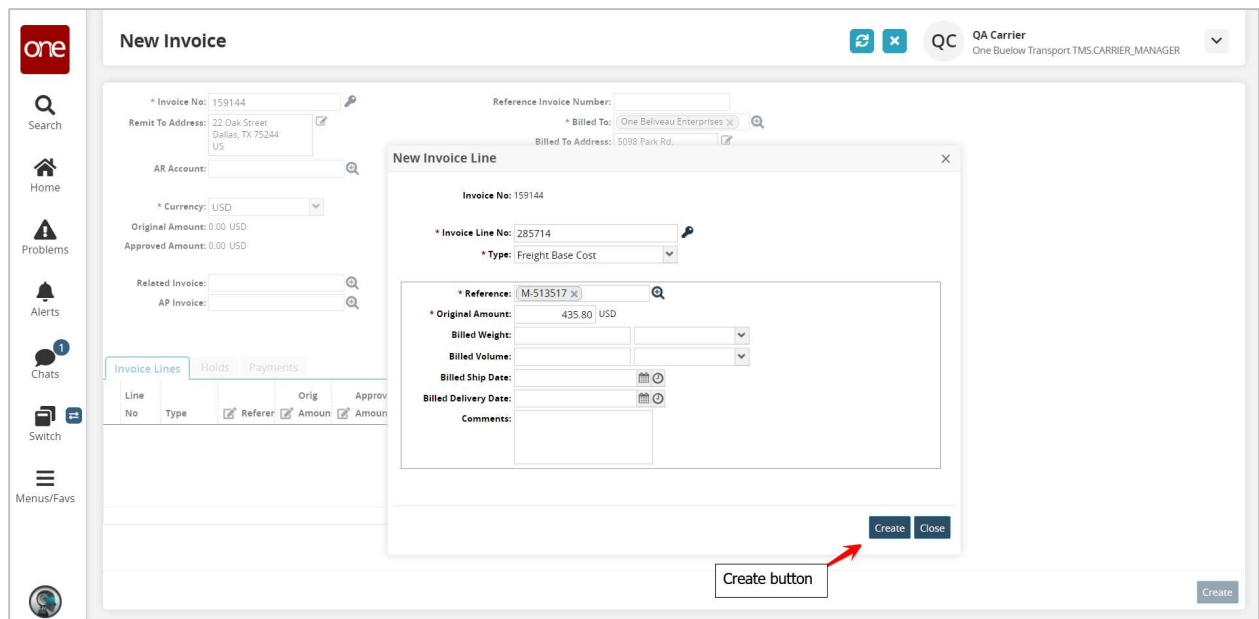 one
New Invoice
QC
QA Carrier
One Buelow Transport TMS.CARRIER_MANAGER
Search
Home
Problems
Alerts
1
Chats
Switch
Menus/Favs
* Invoice No: 159144
Remit To Address: 22 Oak Street
Dallas, TX 75244
US
AR Account:
* Currency: USD
Original Amount: 0.00 USD
Approved Amount: 0.00 USD
Related Invoice:
AP Invoice:
Reference Invoice Number:
* Billed To: One Beliveau Enterprises ×
Billed To Address: 5098 Park Rd,
Invoice Lines Holds Payments
Line No Type Referer Orig Amoun Approv Amoun
New Invoice Line ×
Invoice No: 159144
* Invoice Line No: 285714
* Type: Freight Base Cost
* Reference: M-513517 ×
* Original Amount: 435.80 USD
Billed Weight:
Billed Volume:
Billed Ship Date:
Billed Delivery Date:
Comments:
Create Close
Create button
Create